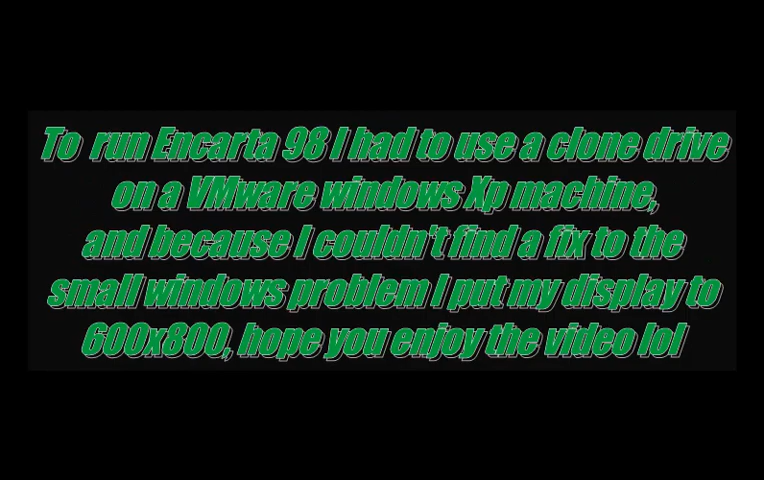 To  run Encarta 98 I had to use a clone drive
on a VMware windows Xp machine,
and because I couldn't find a fix to the
small windows problem I put my display to
600x800, hope you enjoy the video lol